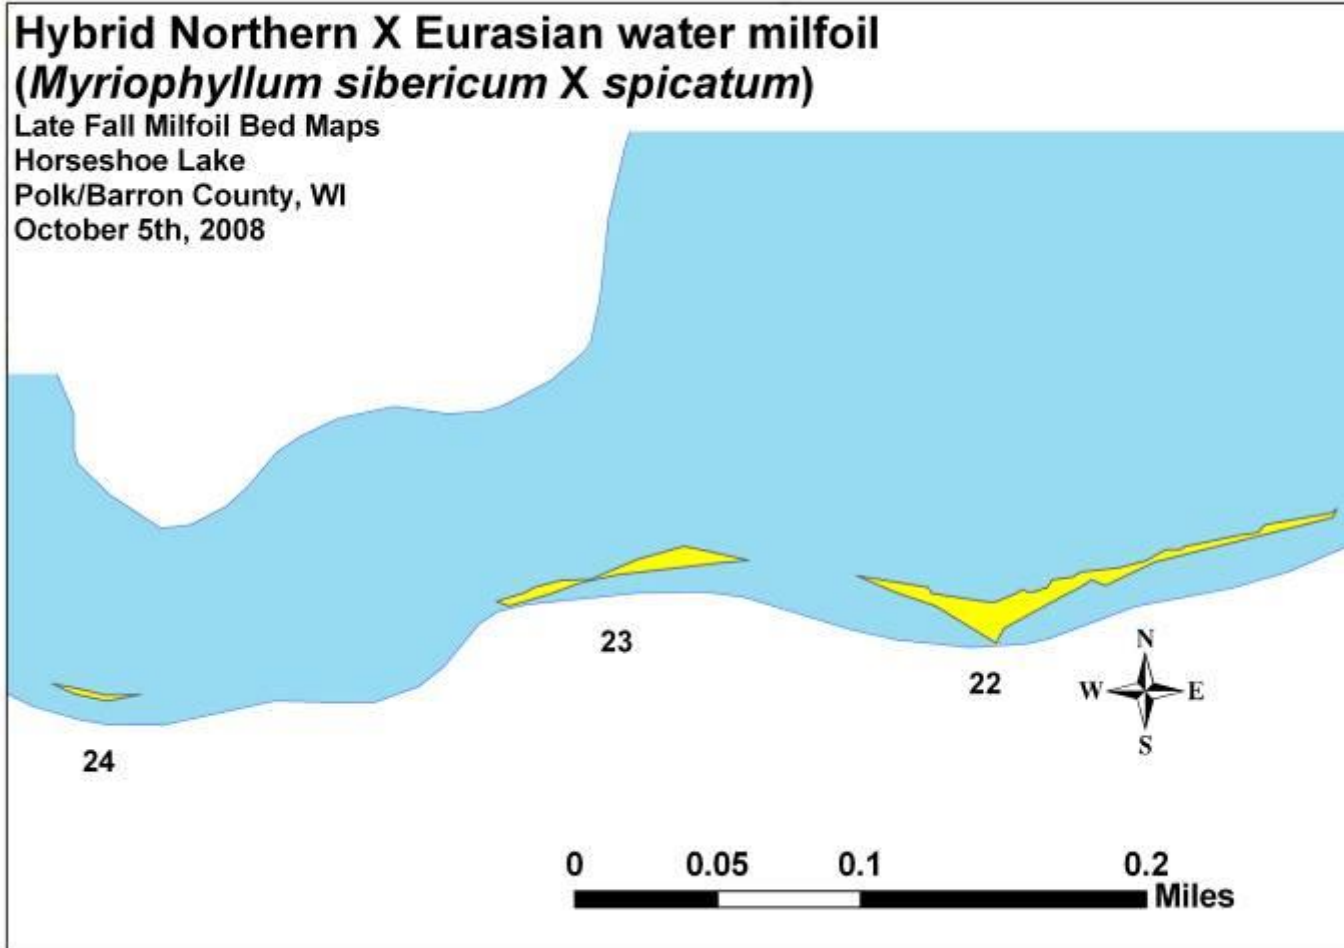 Hybrid Northern X Eurasian water milfoil
(Myriophyllum sibericum X spicatum)
Late Fall Milfoil Bed Maps
Horseshoe Lake
Polk/Barron County, WI
October 5th, 2008
23
22
24
N
W E
S
0 0.05 0.1 0.2
Miles